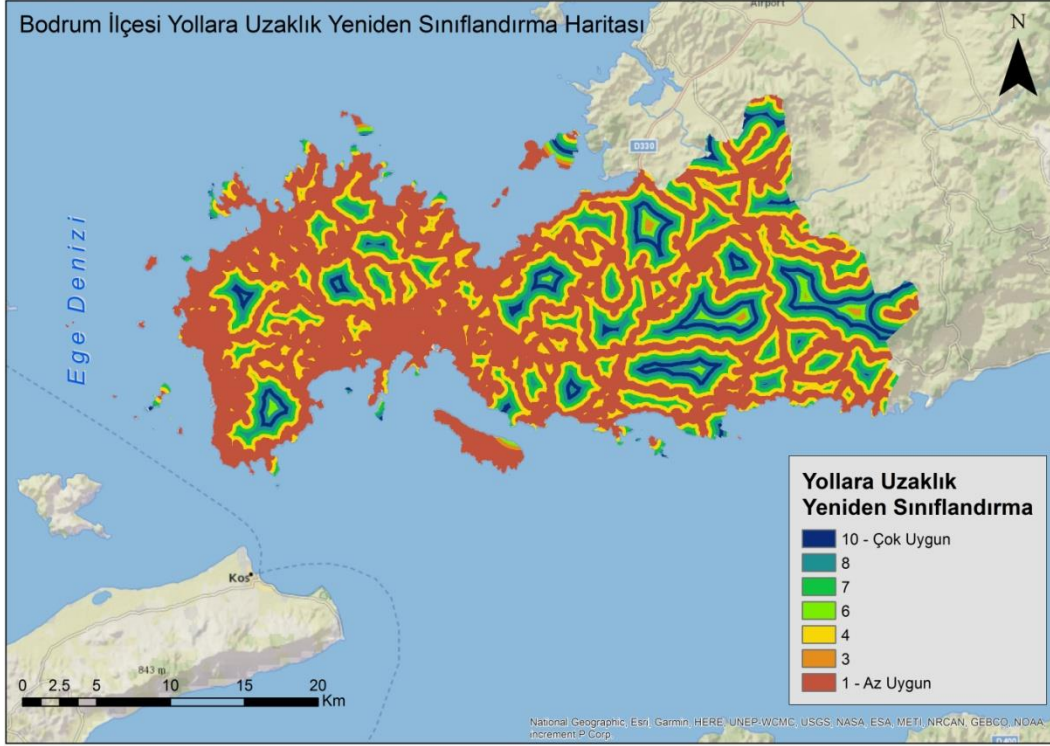 Bodrum İlçesi Yollara Uzaklık Yeniden Sınıflandırma Haritası
Airport
N
D330
Ege Denizi
Kos
843 m
0 2.5 5 10 15 20
Km
Yollara Uzaklık
Yeniden Sınıflandırma
10 - Çok Uygun
8
7
6
4
3
1 - Az Uygun
National Geographic, Esri, Garmin, HERE, UNEP-WCMC, USGS, NASA, ESA, METI, NRCAN, GEBCO, NOAA,
increment P Corp.
D400